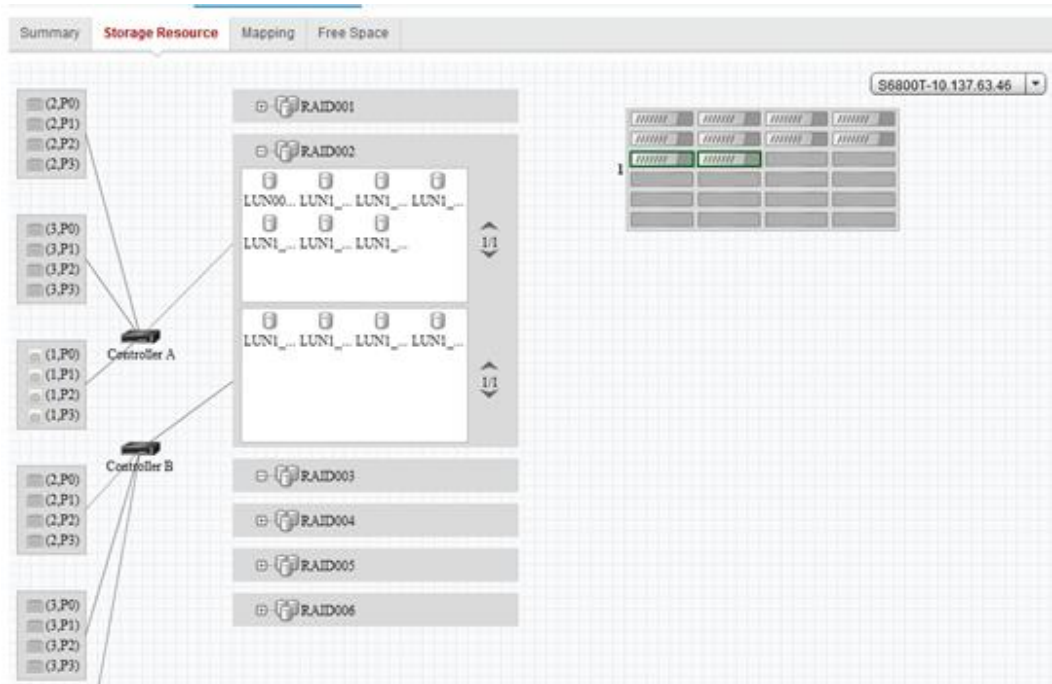 Summary Storage Resource Mapping Free Space
S6800T-10.137.63.46
(2,P0)
(2,P1)
(2,P2)
(2,P3)
(3,P0)
(3,P1)
(3,P2)
(3,P3)
Controller A
(1,P0)
(1,P1)
(1,P2)
(1,P3)
Controller B
(2,P0)
(2,P1)
(2,P2)
(2,P3)
(3,P0)
(3,P1)
(3,P2)
(3,P3)
RAID001
RAID002
LUN00... LUN1_... LUN1_... LUN1_...
LUN1_... LUN1_... LUN1_...
1/1
LUN1_... LUN1_... LUN1_... LUN1_...
1/1
RAID003
RAID004
RAID005
RAID006
1